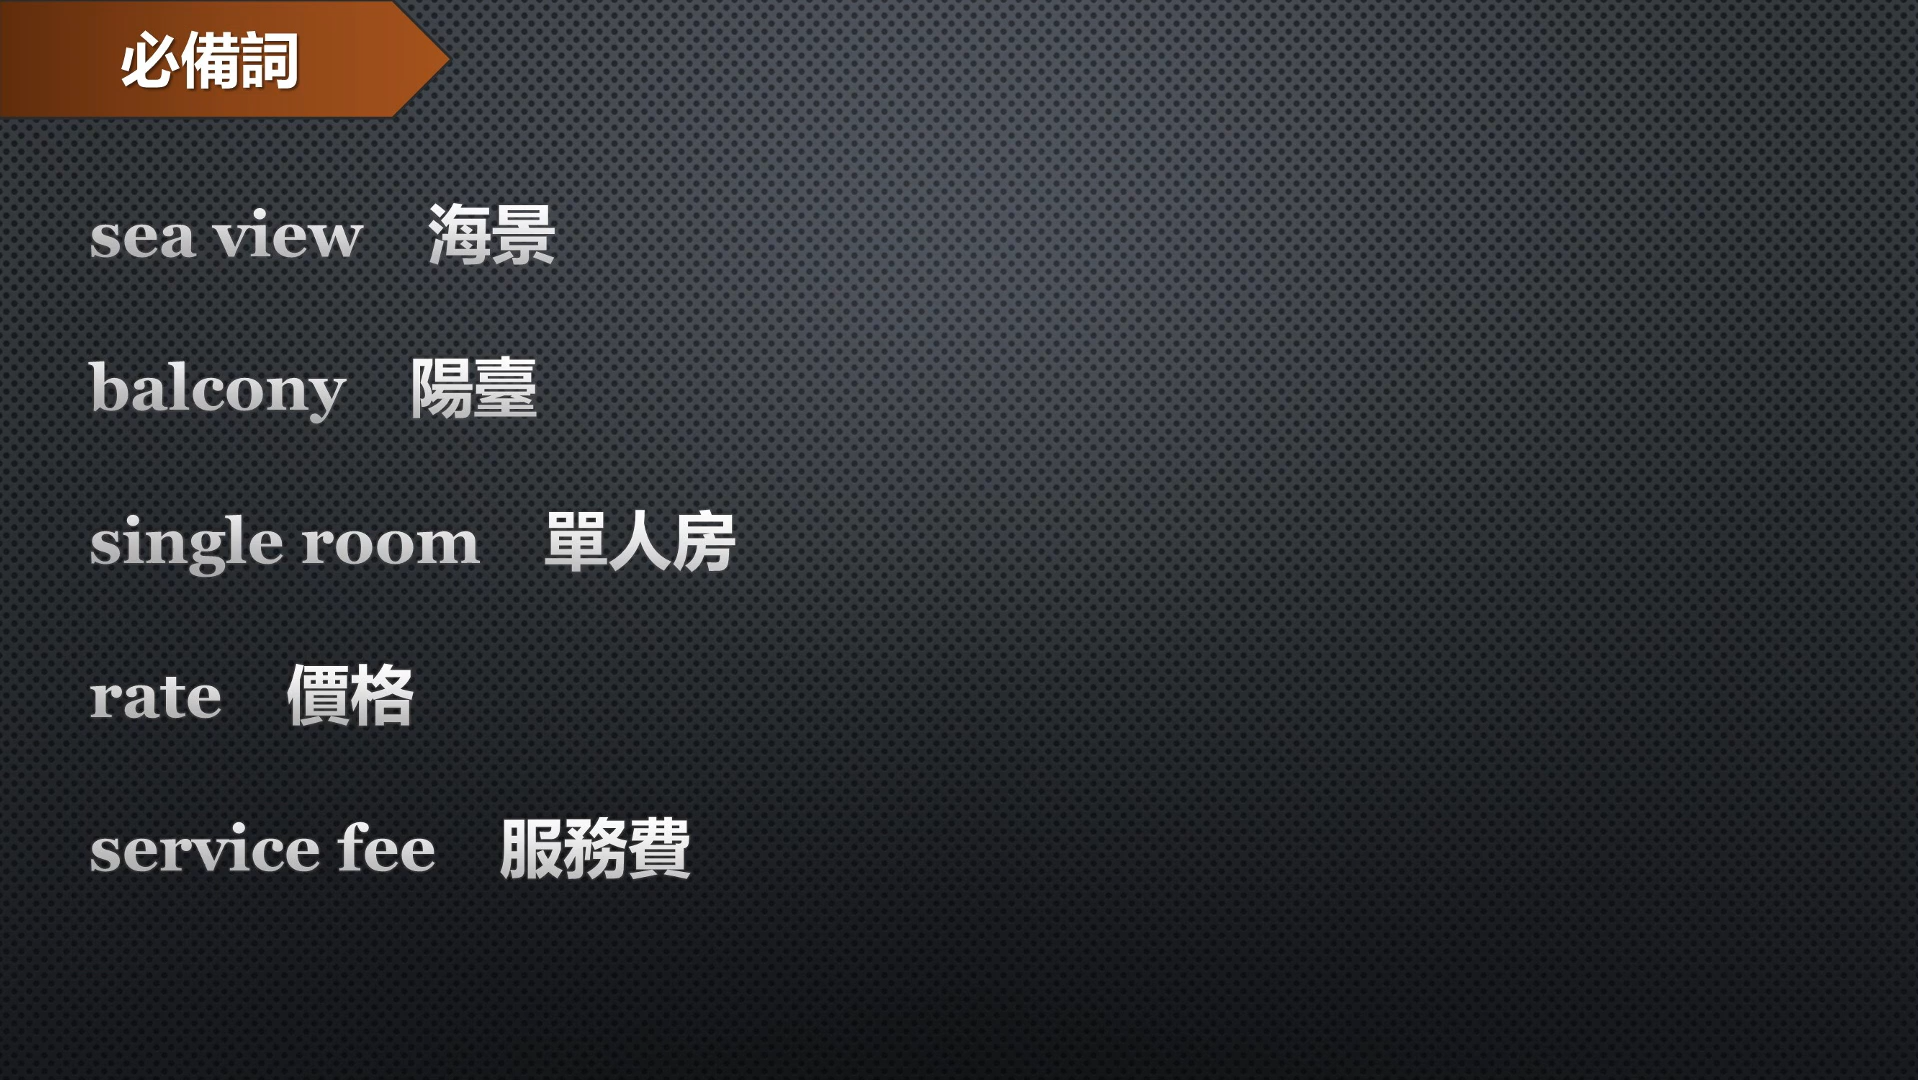 必備詞
sea view 海景
balcony 陽臺
single room 單人房
rate 價格
service fee 服務費